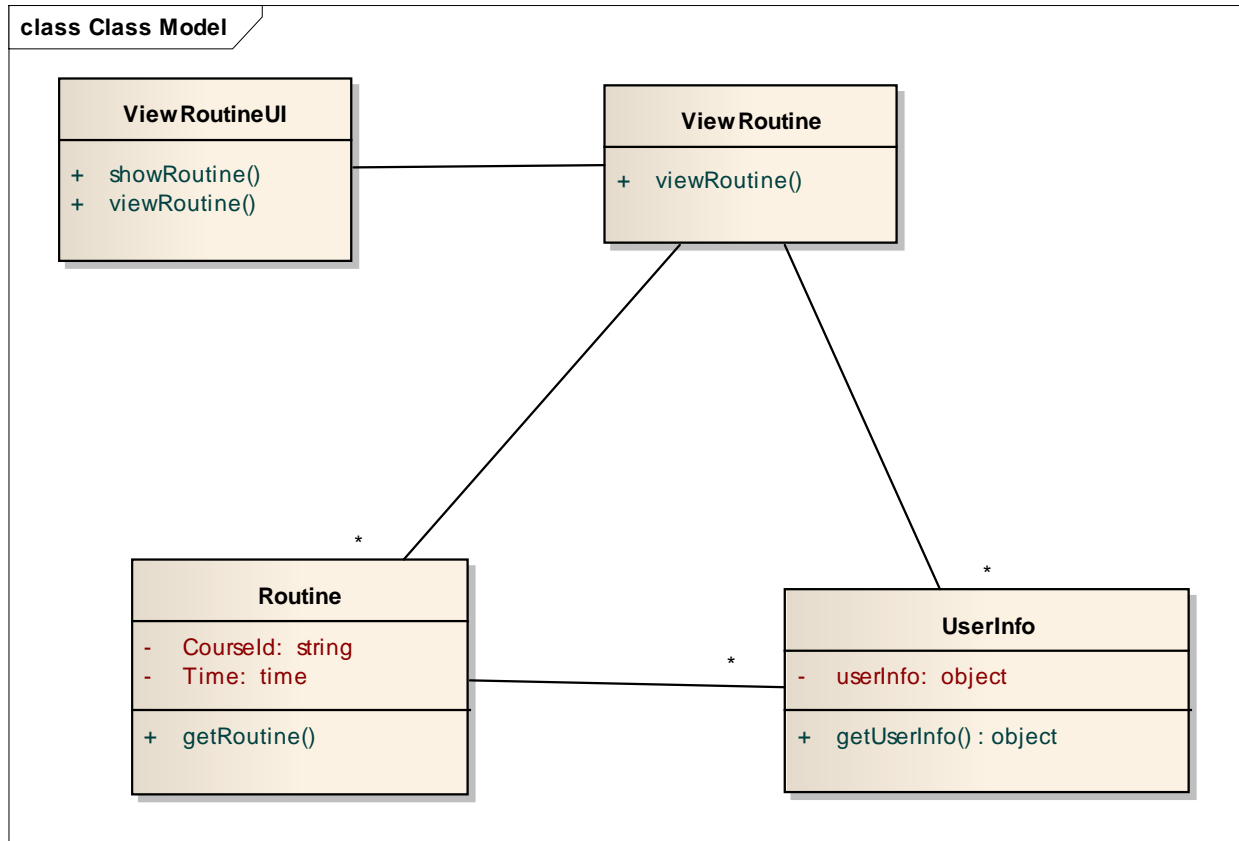 class Class Model
ViewRoutineUI
+ showRoutine()
+ viewRoutine()
ViewRoutine
+ viewRoutine()
*
*
Routine
- CourseId: string
- Time: time
+ getRoutine()
*
UserInfo
- userInfo: object
+ getUserInfo() : object